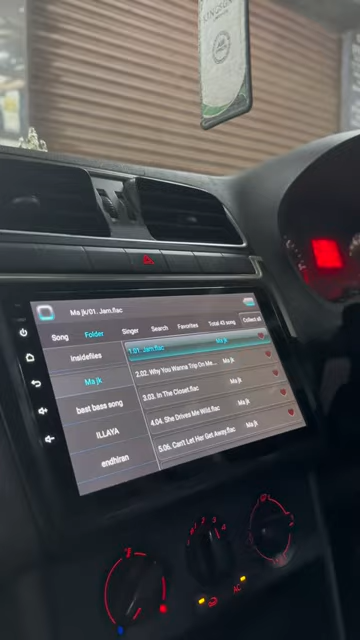 Ma jk/01. Jam.flac
Song Folder Singer Search Favorites Total 43 song Collect all
insidefiles
Ma jk
bast bass song
ILLAYA
endhiran
1.01. Jam.flac Ma jk
2.02. Why You Wanna Trip On Me... Ma jk
3.03. In The Closet.flac Ma jk
4.04. She Drives Me Wild.flac Ma jk
5.06. Can't Let Her Get Away.flac Ma jk
AC